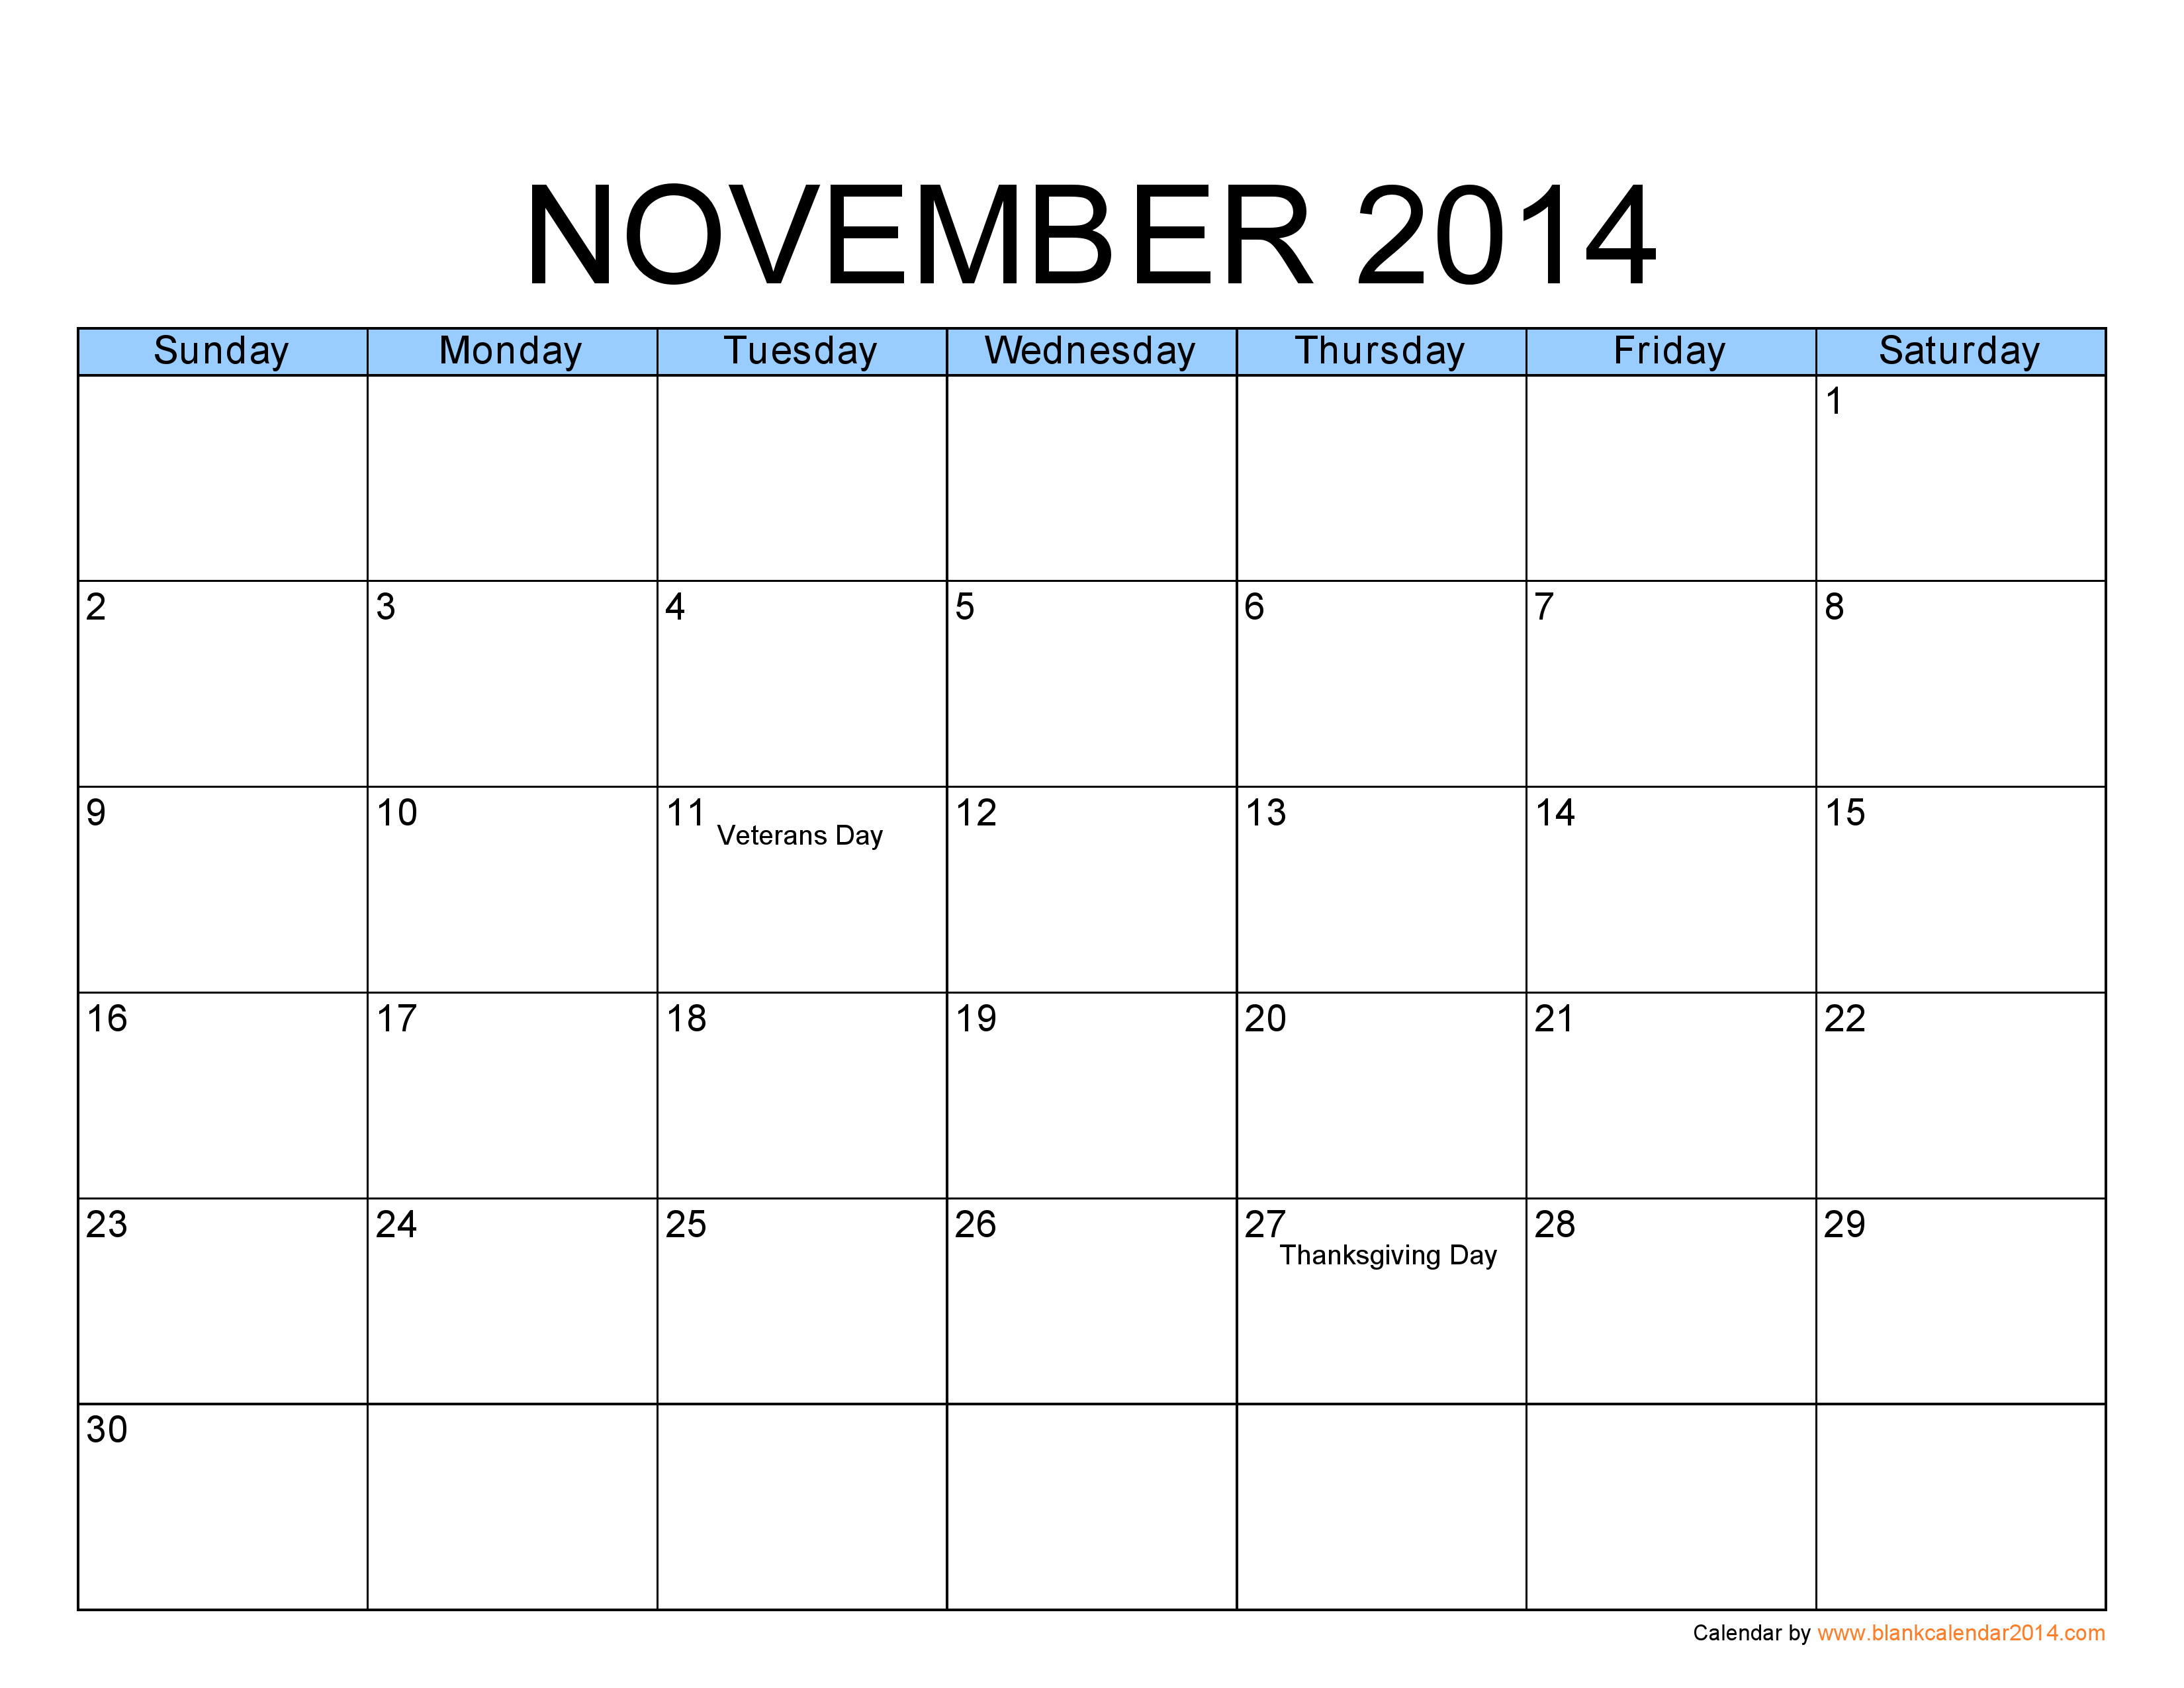 NOVEMBER 2014
Sunday Monday Tuesday Wednesday Thursday Friday Saturday
1
2 3 4 5 6 7 8
9 10 11 12 13 14 15
Veterans Day
16 17 18 19 20 21 22
23 24 25 26 27 28 29
Thanksgiving Day
30
Calendar by www.blankcalendar2014.com